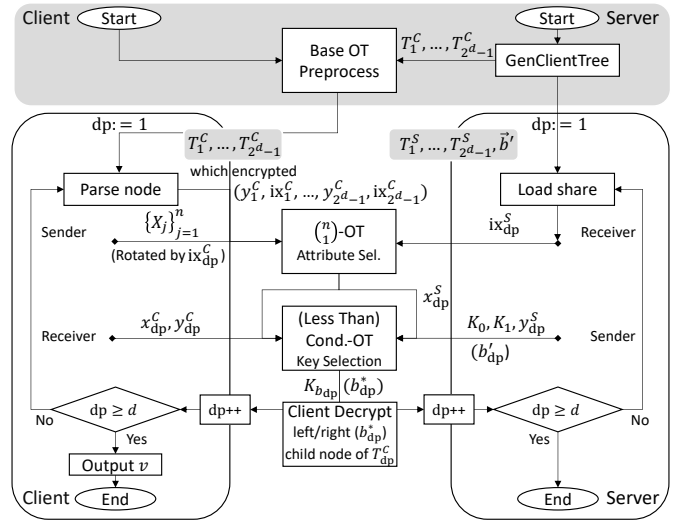 Client
Start
Start
Server
Base OT
Preprocess
T_1^C, …, T_{2^d−1}^C
GenClientTree
dp: = 1
dp: = 1
T_1^C, …, T_{2^d−1}^C
T_1^S, …, T_{2^d−1}^S, \vec{b}′
which encrypted
(y_1^C, ix_1^C, …, y_{2^d−1}^C, ix_{2^d−1}^C)
Parse node
Load share
Sender
{X_j}_{j=1}^n
(Rotated by ix_dp^C)
(n 1)-OT
Attribute Sel.
ix_dp^S
Receiver
x_dp^S
Receiver
x_dp^C, y_dp^C
(Less Than)
Cond.-OT
Key Selection
K_0, K_1, y_dp^S
(b′_dp)
Sender
K_{b_dp} (b_dp^*)
dp ≥ d
dp++
Client Decrypt
left/right (b_dp^*)
child node of T_dp^C
dp++
dp ≥ d
No
Yes
Yes
No
Output v
Client
End
End
Server